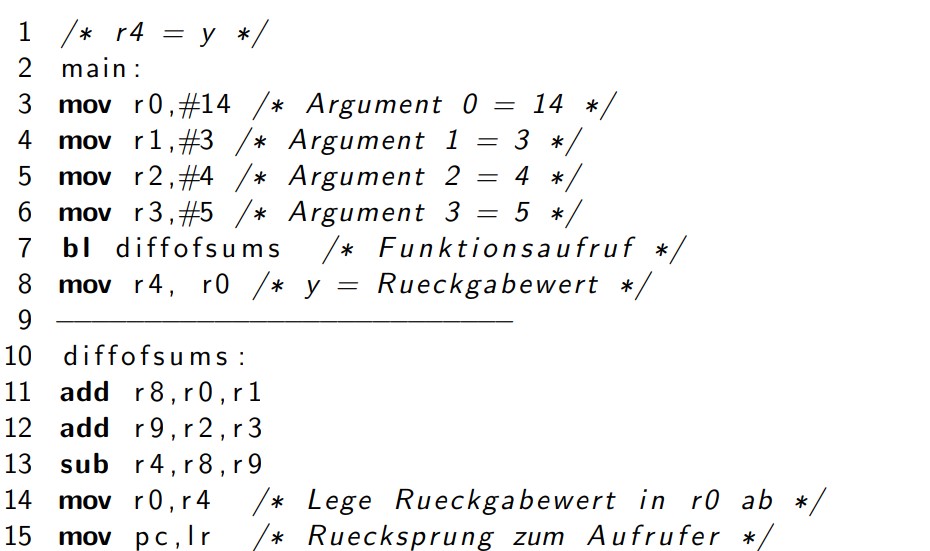 1 /* r4 = y */
2 main:
3 mov r0,#14 /* Argument 0 = 14 */
4 mov r1,#3 /* Argument 1 = 3 */
5 mov r2,#4 /* Argument 2 = 4 */
6 mov r3,#5 /* Argument 3 = 5 */
7 bl diffofsums /* Funktionsaufruf */
8 mov r4, r0 /* y = Rueckgabewert */
9 ——————————————————————————
10 diffofsums:
11 add r8,r0,r1
12 add r9,r2,r3
13 sub r4,r8,r9
14 mov r0,r4 /* Lege Rueckgabewert in r0 ab */
15 mov pc,lr /* Ruecksprung zum Aufrufer */